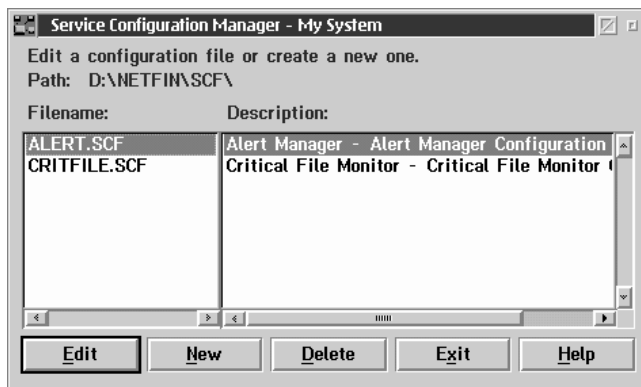 Service Configuration Manager - My System
Edit a configuration file or create a new one.
Path: D:\NETFIN\SCF\
Filename: Description:
ALERT.SCF Alert Manager - Alert Manager Configuration
CRITFILE.SCF Critical File Monitor - Critical File Monitor
Edit New Delete Exit Help